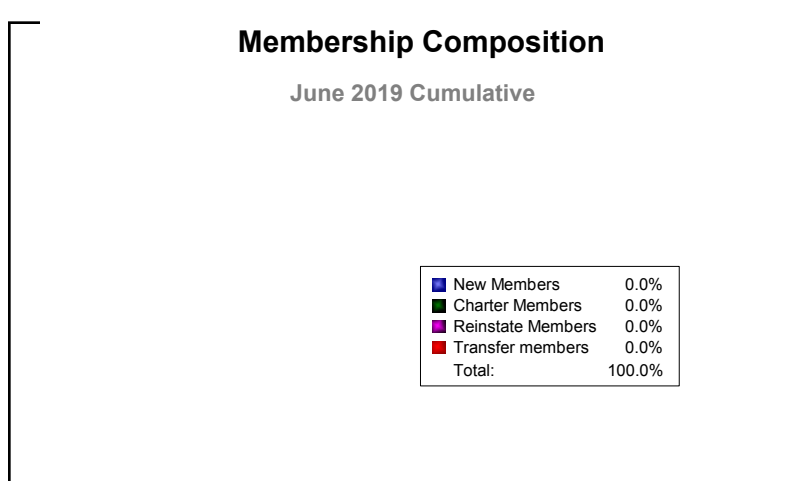 Membership Composition
June 2019 Cumulative
New Members 0.0%
Charter Members 0.0%
Reinstate Members 0.0%
Transfer members 0.0%
Total: 100.0%